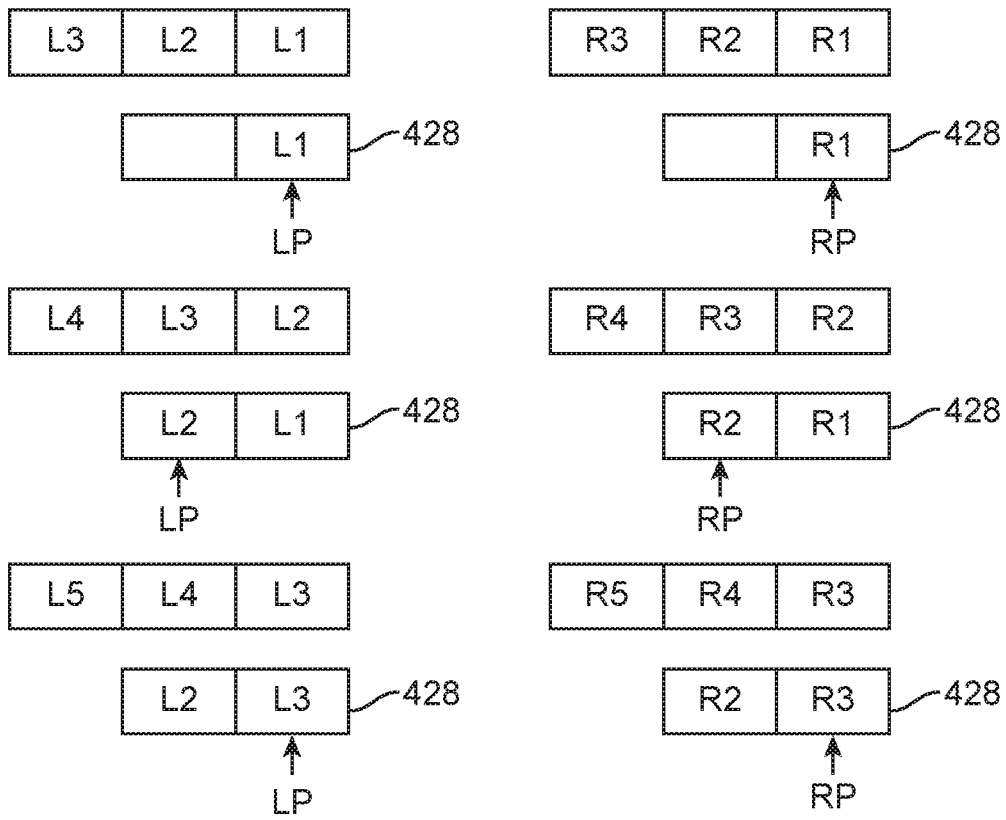 L3 L2 L1 R3 R2 R1
L1 428 R1 428
LP RP
L4 L3 L2 R4 R3 R2
L2 L1 428 R2 R1 428
LP RP
L5 L4 L3 R5 R4 R3
L2 L3 428 R2 R3 428
LP RP